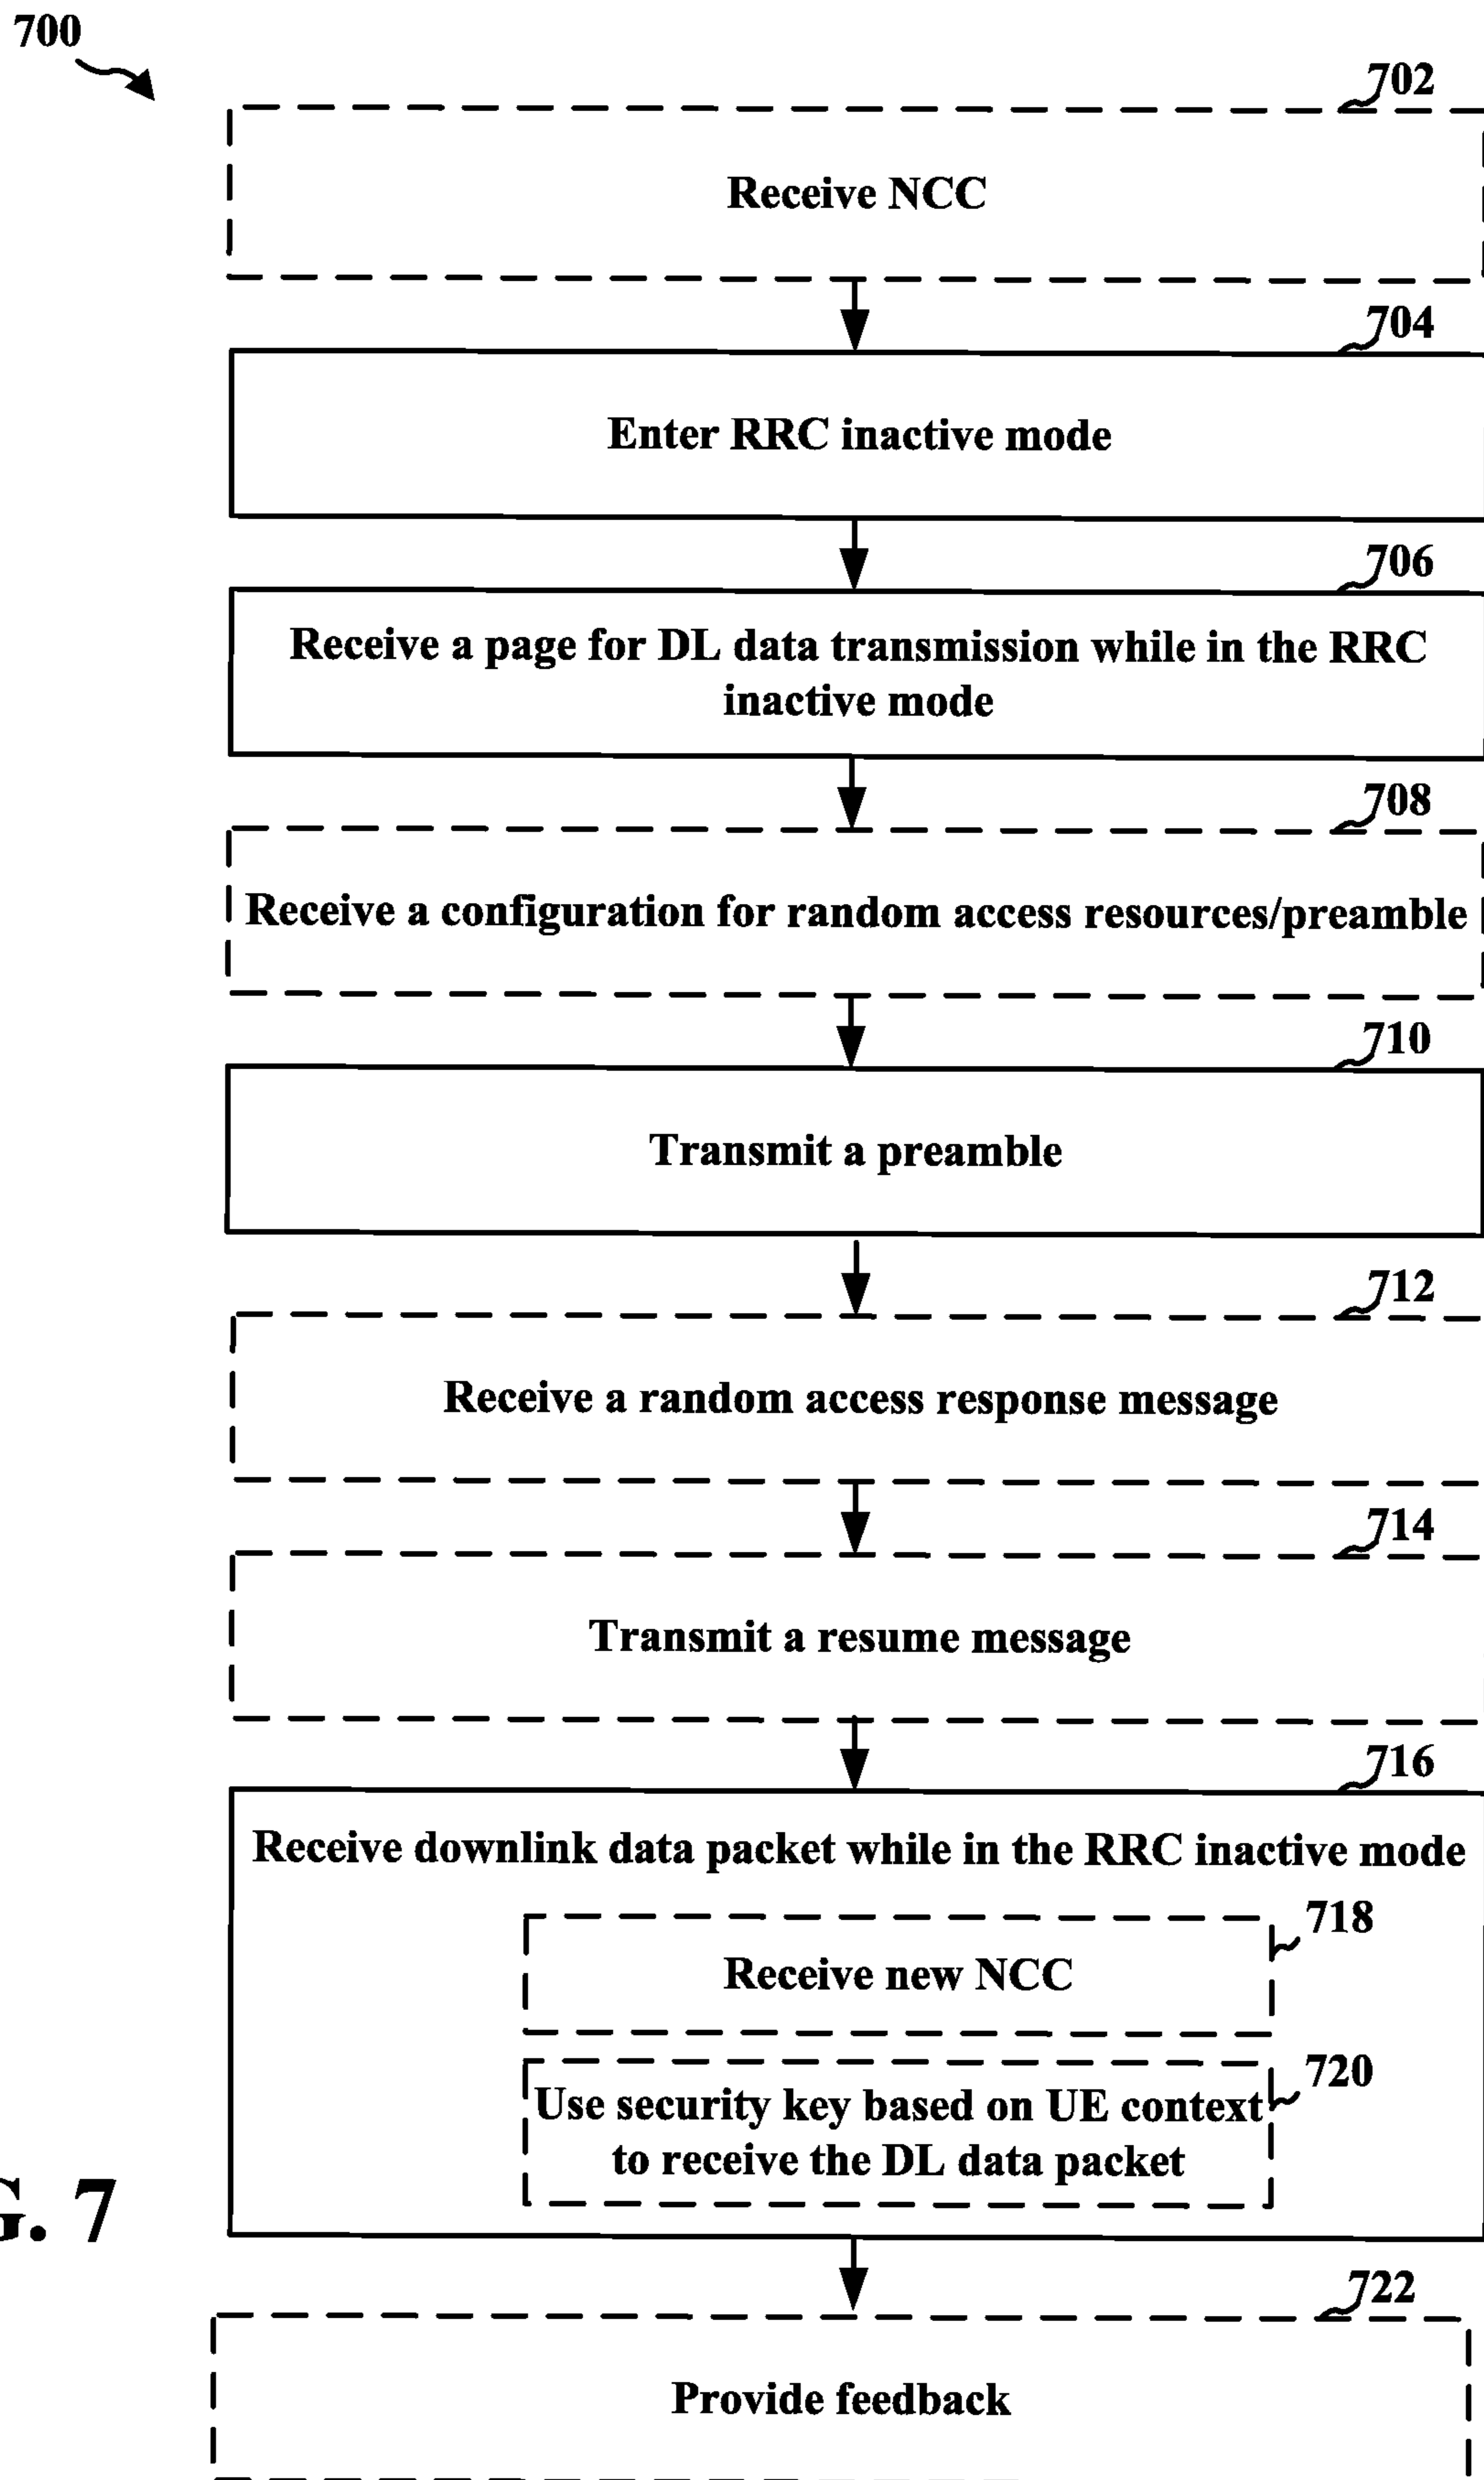 700
702
Receive NCC
704
Enter RRC inactive mode
706
Receive a page for DL data transmission while in the RRC
inactive mode
708
Receive a configuration for random access resources/preamble
710
Transmit a preamble
712
Receive a random access response message
714
Transmit a resume message
716
Receive downlink data packet while in the RRC inactive mode
718
Receive new NCC
720
Use security key based on UE context
to receive the DL data packet
G. 7
722
Provide feedback